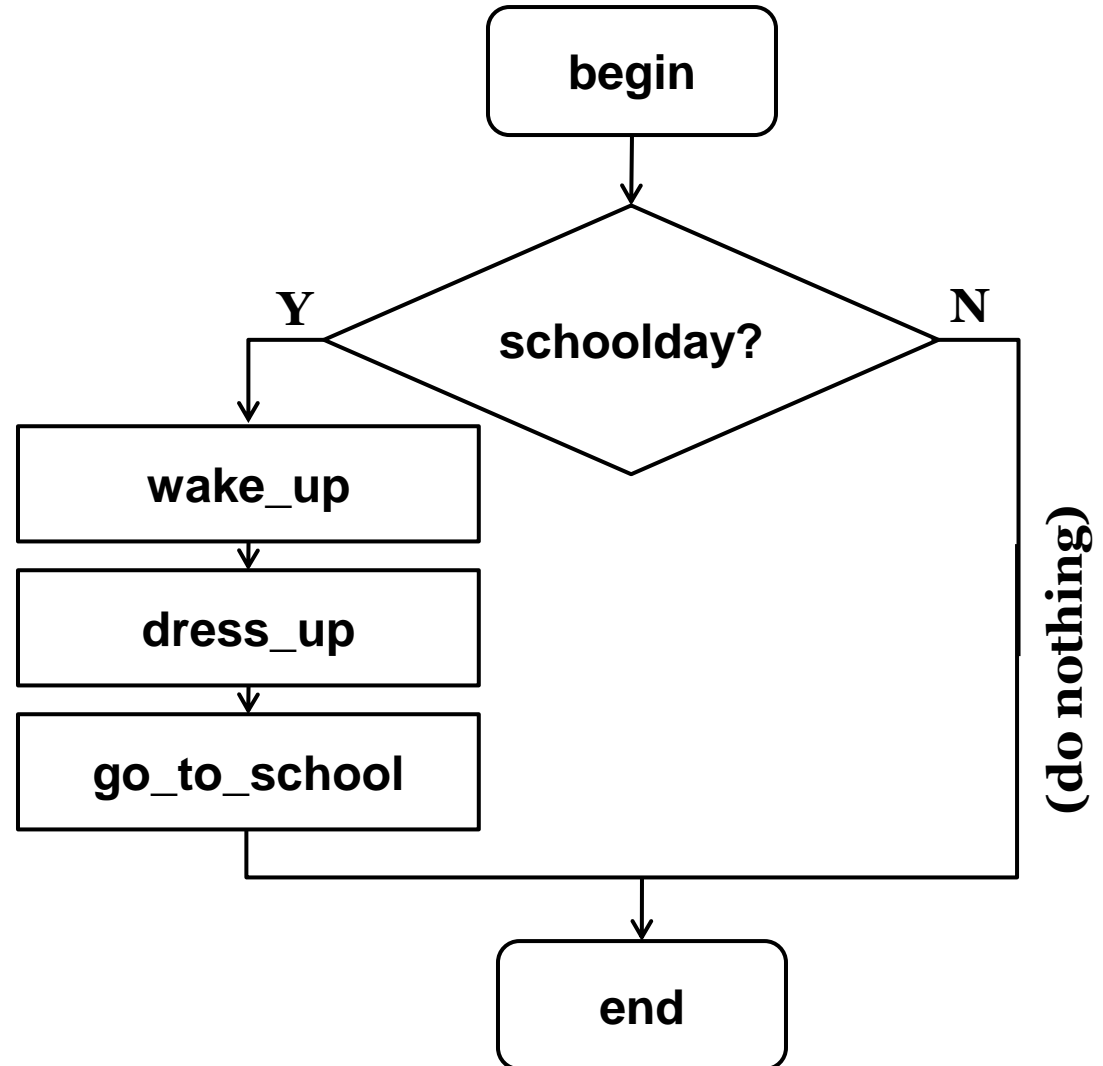 begin
schoolday?
Y
N
wake_up
dress_up
go_to_school
(do nothing)
end